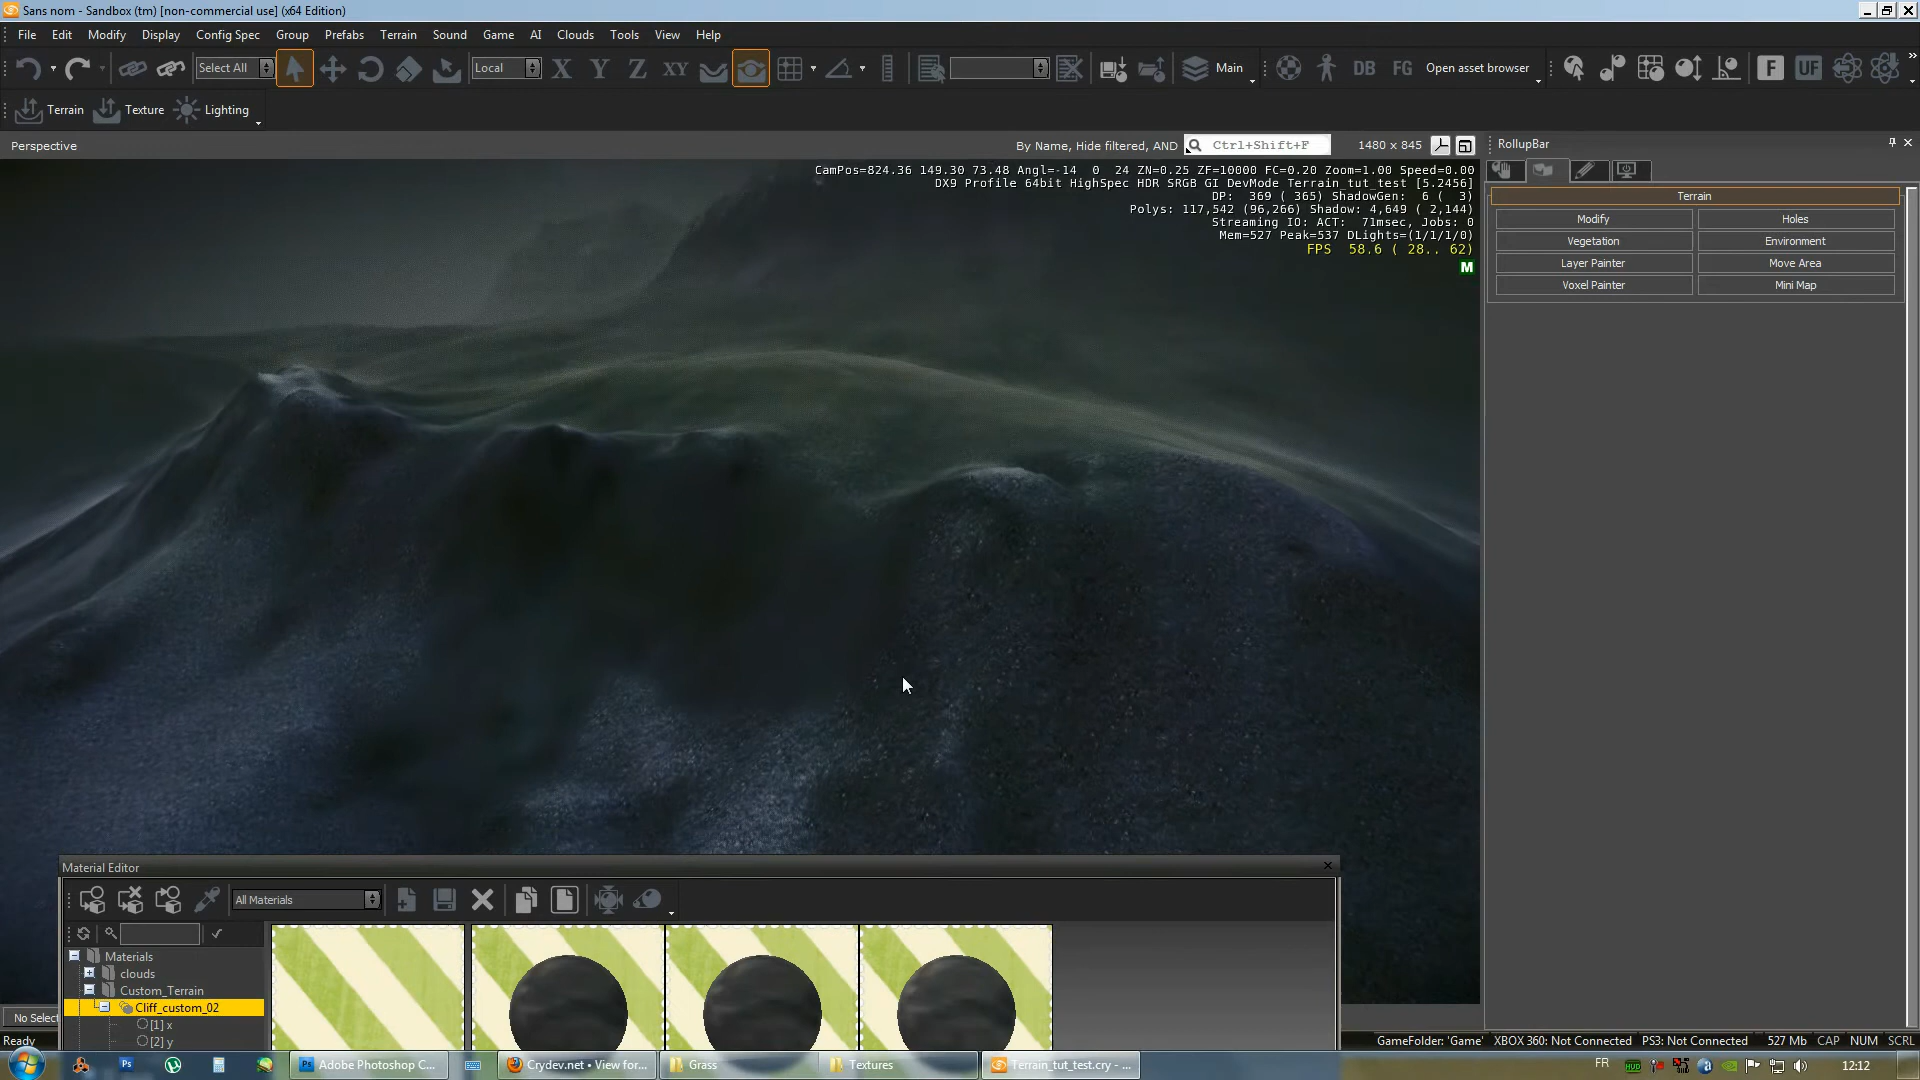 Sans nom - Sandbox (tm) [non-commercial use] (x64 Edition)
File Edit Modify Display Config Spec Group Prefabs Terrain Sound Game AI Clouds Tools View Help
Select All Local X Y Z XY Main DB FG Open asset browser F UF
Terrain Texture Lighting
Perspective By Name, Hide filtered, AND Ctrl+Shift+F 1480 x 845 RollupBar
CamPos=824.36 149.30 73.48 Angl=-14 0 24 ZN=0.25 ZF=10000 FC=0.20 Zoom=1.00 Speed=0.00
DX9 Profile 64bit HighSpec HDR SRGB GI DevMode Terrain_tut_test [5.2456]
DP: 369 ( 365) ShadowGen: 6 ( 3)
Polys: 117,542 (96,266) Shadow: 4,649 ( 2,144)
Streaming IO: ACT: 71msec, Jobs: 0
Mem=527 Peak=537 DLights=(1/1/1/0)
FPS 58.6 ( 28.. 62)
M
Terrain
Modify Holes
Vegetation Environment
Layer Painter Move Area
Voxel Painter Mini Map
Material Editor
All Materials
Materials
clouds
Custom_Terrain
Cliff_custom_02
[1] x
[2] y
No Select
Ready GameFolder: 'Game' XBOX 360: Not Connected PS3: Not Connected 527 Mb CAP NUM SCRL
Ps Ps Adobe Photoshop C... Crydev.net • View for... Grass Textures Terrain_tut_test.cry - ... FR 12:12